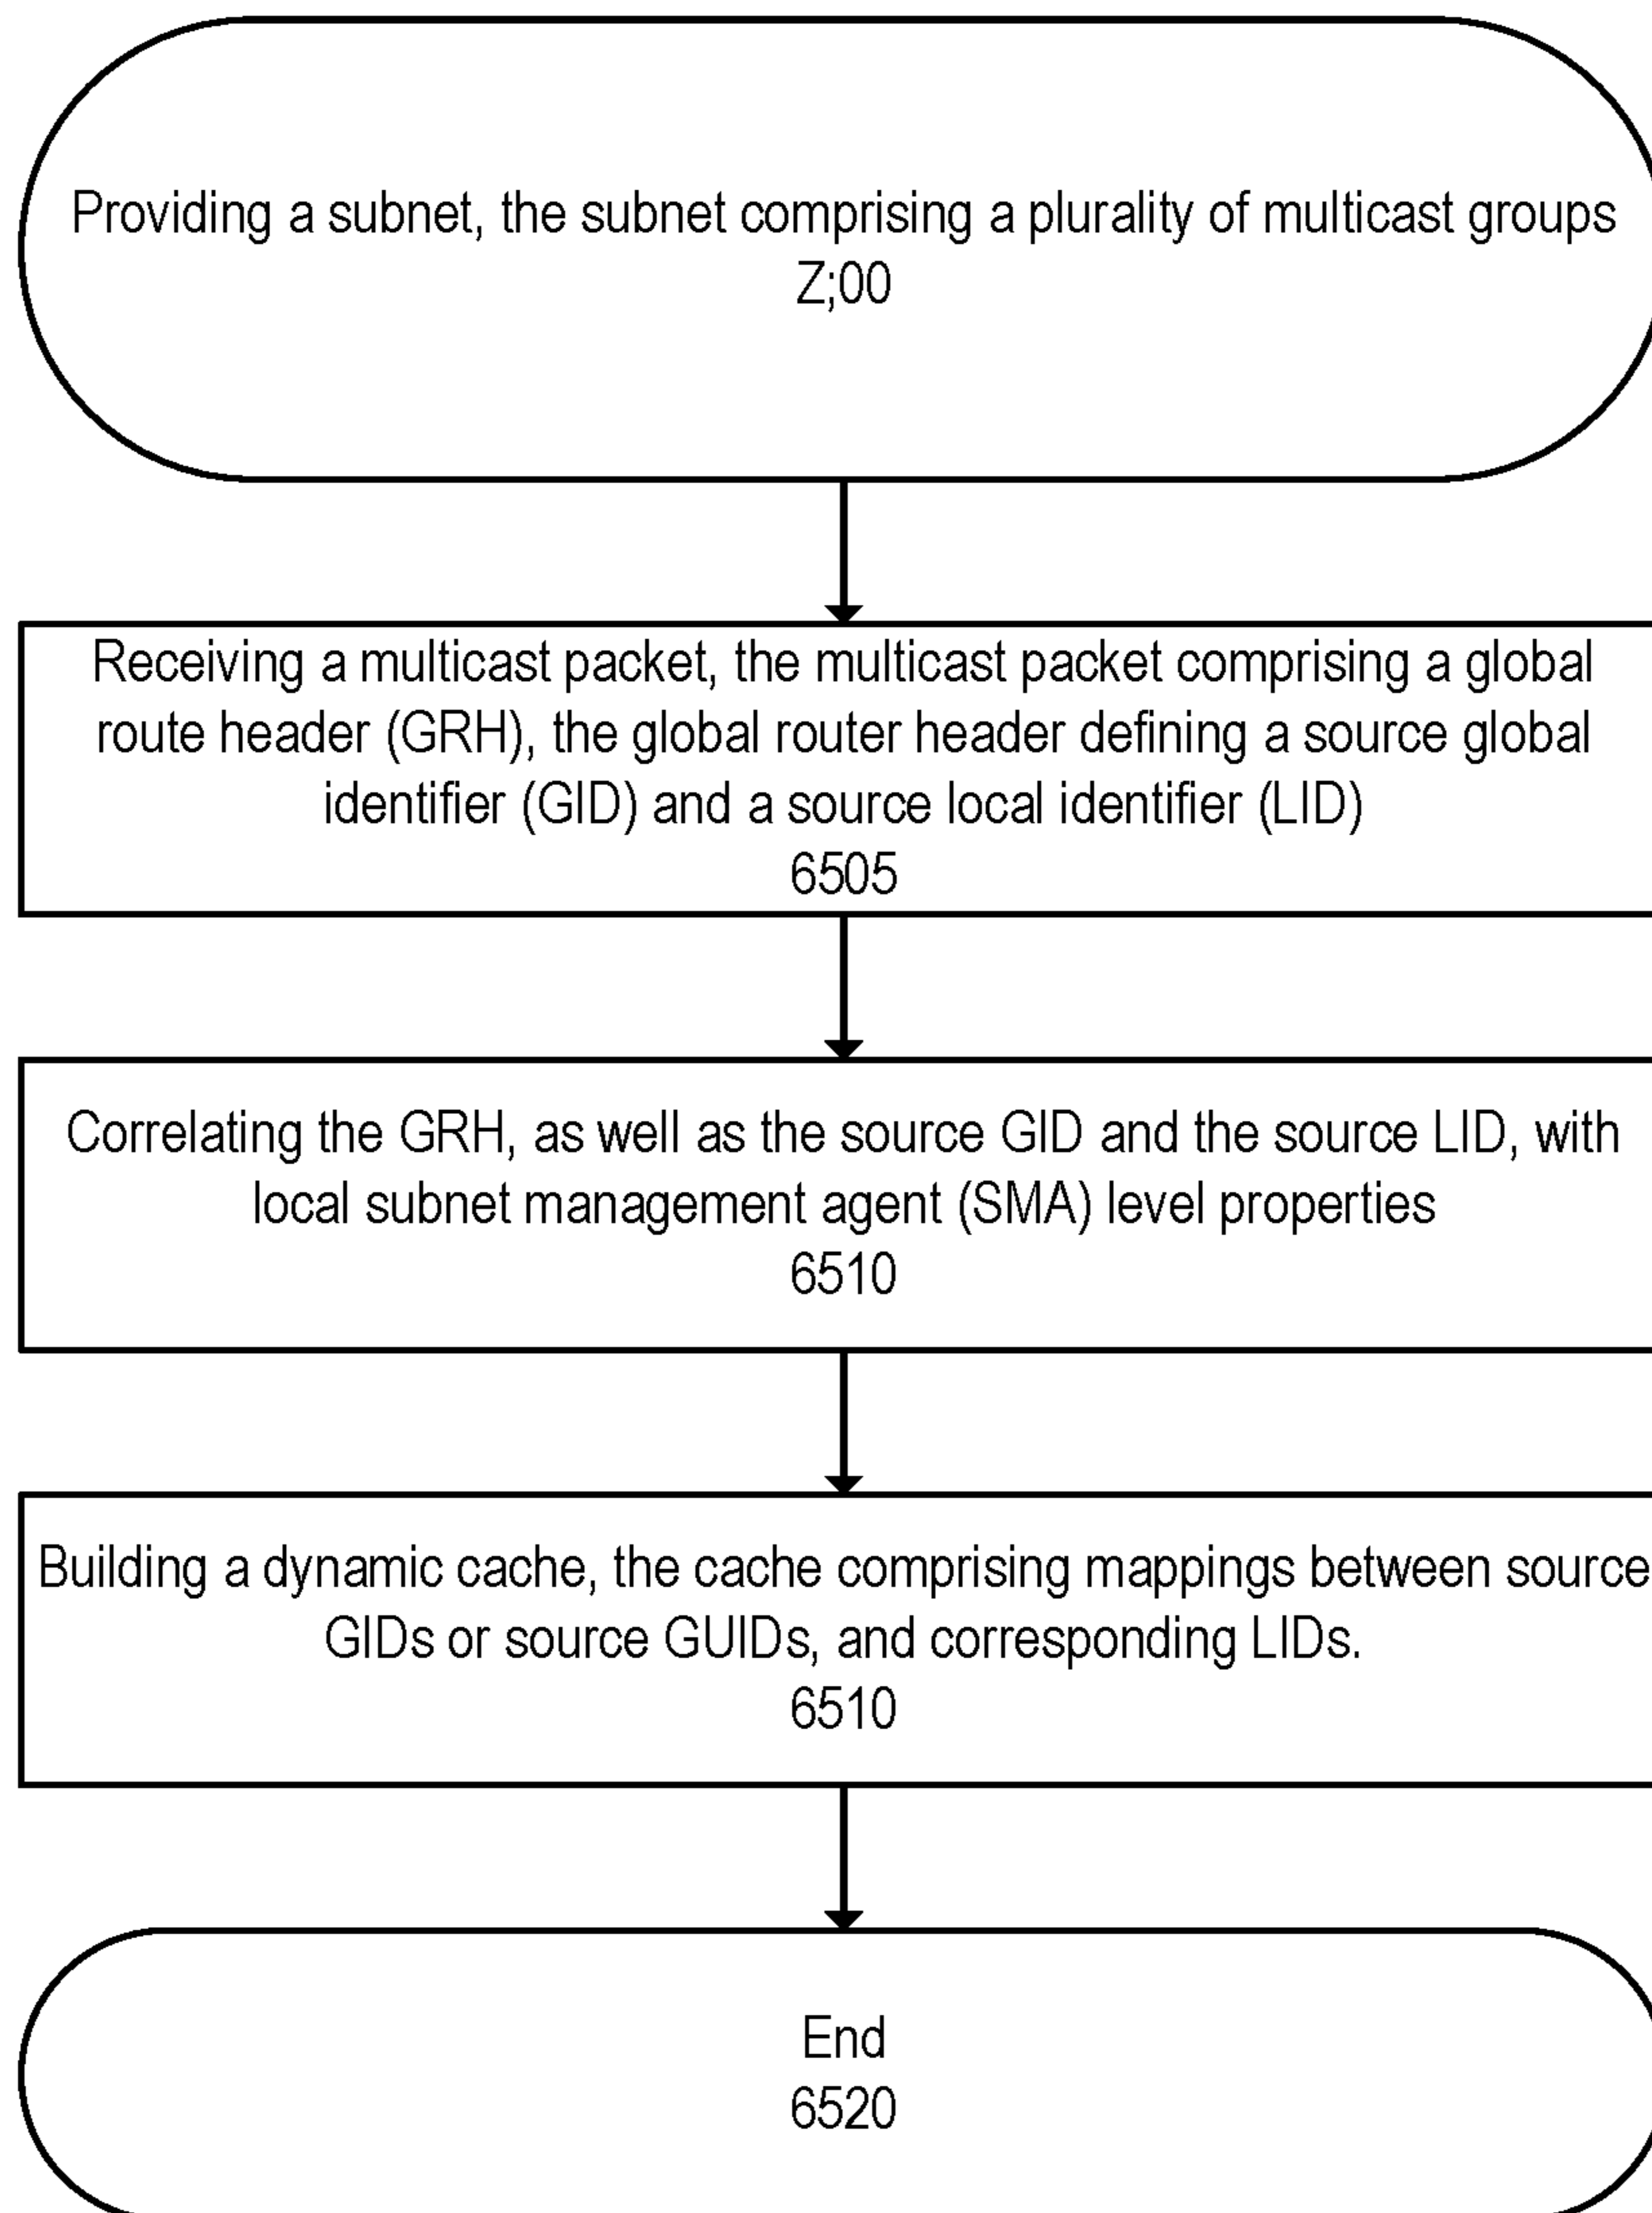 Providing a subnet, the subnet comprising a plurality of multicast groups
Z;00
Receiving a multicast packet, the multicast packet comprising a global
route header (GRH), the global router header defining a source global
identifier (GID) and a source local identifier (LID)
6505
Correlating the GRH, as well as the source GID and the source LID, with
local subnet management agent (SMA) level properties
6510
Building a dynamic cache, the cache comprising mappings between source
GIDs or source GUIDs, and corresponding LIDs.
6510
End
6520